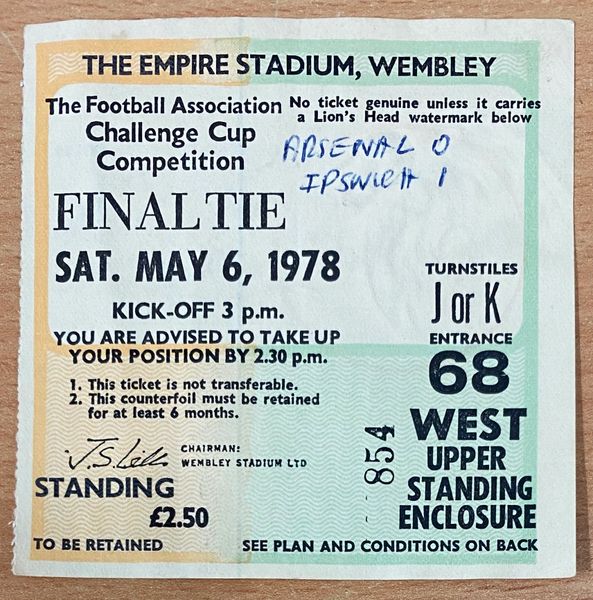 THE EMPIRE STADIUM, WEMBLEY
The Football Association
Challenge Cup
Competition
No ticket genuine unless it carries
a Lion's Head watermark below
ARSENAL 0
IPSWICH 1
FINAL TIE
SAT. MAY 6, 1978
KICK-OFF 3 p.m.
YOU ARE ADVISED TO TAKE UP
YOUR POSITION BY 2.30 p.m.
1. This ticket is not transferable.
2. This counterfoil must be retained
for at least 6 months.
CHAIRMAN:
WEMBLEY STADIUM LTD
STANDING
£2.50
TO BE RETAINED
TURNSTILES
J or K
ENTRANCE
68
WEST
UPPER
STANDING
ENCLOSURE
854
SEE PLAN AND CONDITIONS ON BACK